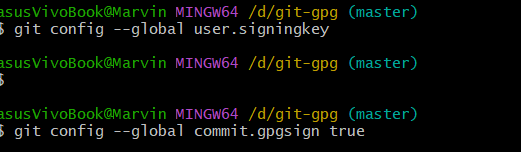 asusVivoBook@Marvin MINGW64 /d/git-gpg (master)
$ git config --global user.signingkey
asusVivoBook@Marvin MINGW64 /d/git-gpg (master)
$
asusVivoBook@Marvin MINGW64 /d/git-gpg (master)
$ git config --global commit.gpgsign true